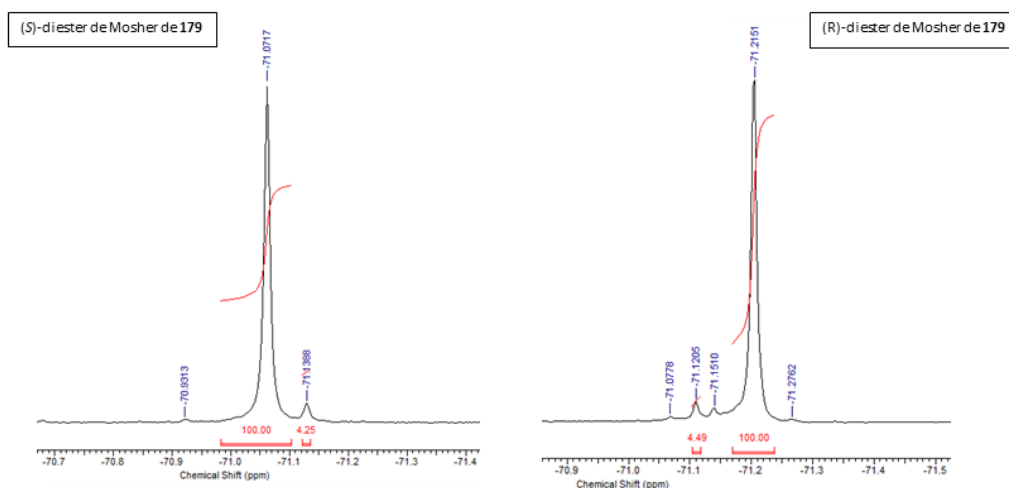 (S)-diester de Mosher de 179
-71.0717
-70.9313
-71.1388
100.00
4.25
-70.7 -70.8 -70.9 -71.0 -71.1 -71.2 -71.3 -71.4
Chemical Shift (ppm)
(R)-diester de Mosher de 179
-71.2151
-71.0778
-71.1205
-71.1510
-71.2762
4.49
100.00
-70.9 -71.0 -71.1 -71.2 -71.3 -71.4 -71.5
Chemical Shift (ppm)